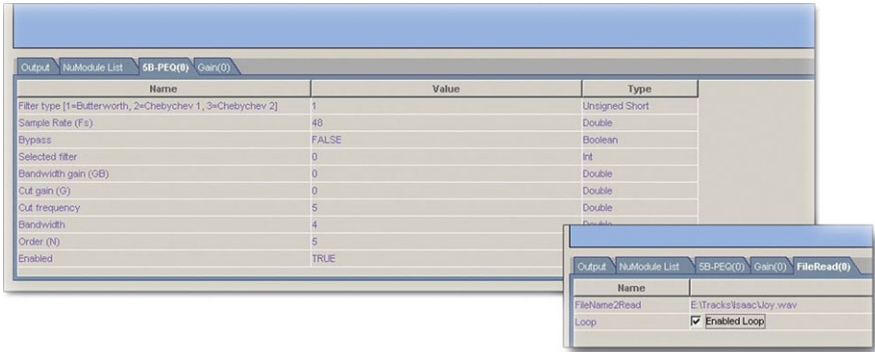 Output NuModule List 5B-PEQ(0) Gain(0)
Name Value Type
Filter type [1=Butterworth, 2=Chebychev 1, 3=Chebychev 2] 1 Unsigned Short
Sample Rate (Fs) 48 Double
Bypass FALSE Boolean
Selected filter 0 Int
Bandwidth gain (GB) 0 Double
Cut gain (G) 0 Double
Cut frequency 5 Double
Bandwidth 4 Double
Order (N) 5
Enabled TRUE
Output NuModule List 5B-PEQ(0) Gain(0) FileRead(0)
Name
FileName2Read E:\Tracks\Isaac\Joy.wav
Loop Enabled Loop